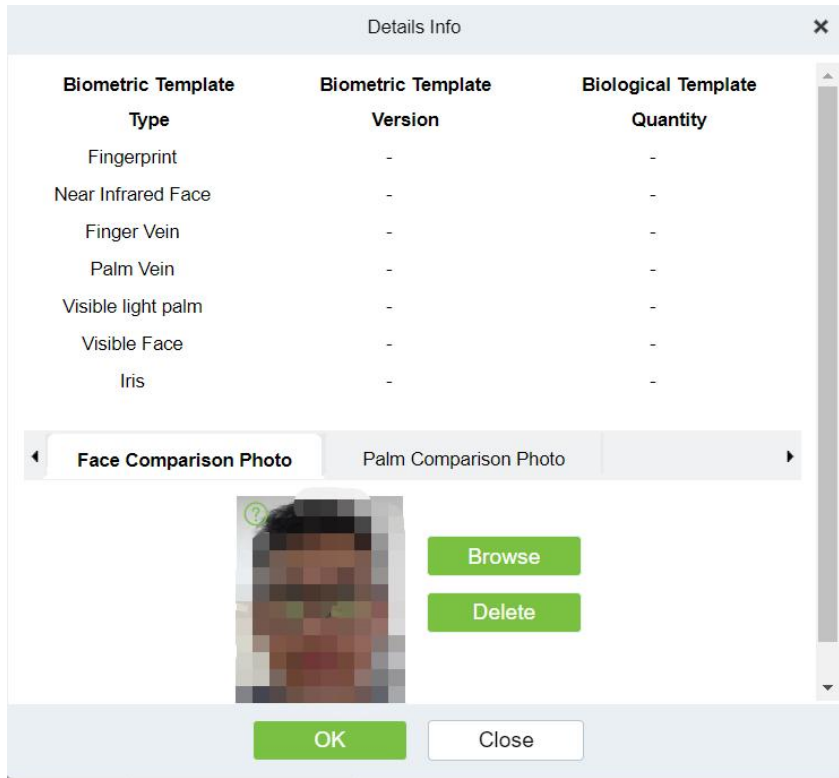 Details Info
Biometric Template Type Biometric Template Version Biological Template Quantity
Fingerprint - -
Near Infrared Face - -
Finger Vein - -
Palm Vein - -
Visible light palm - -
Visible Face - -
Iris - -
Face Comparison Photo Palm Comparison Photo
?
Browse
Delete
OK Close